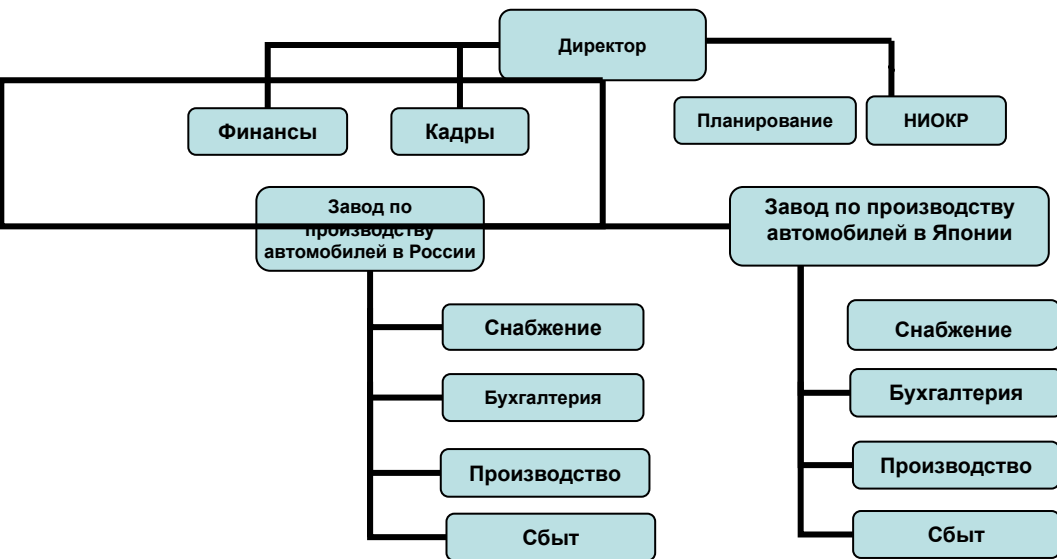 Директор
Финансы
Кадры
Планирование
НИОКР
Завод по
производству
автомобилей в России
Завод по производству
автомобилей в Японии
Снабжение
Снабжение
Бухгалтерия
Бухгалтерия
Производство
Производство
Сбыт
Сбыт